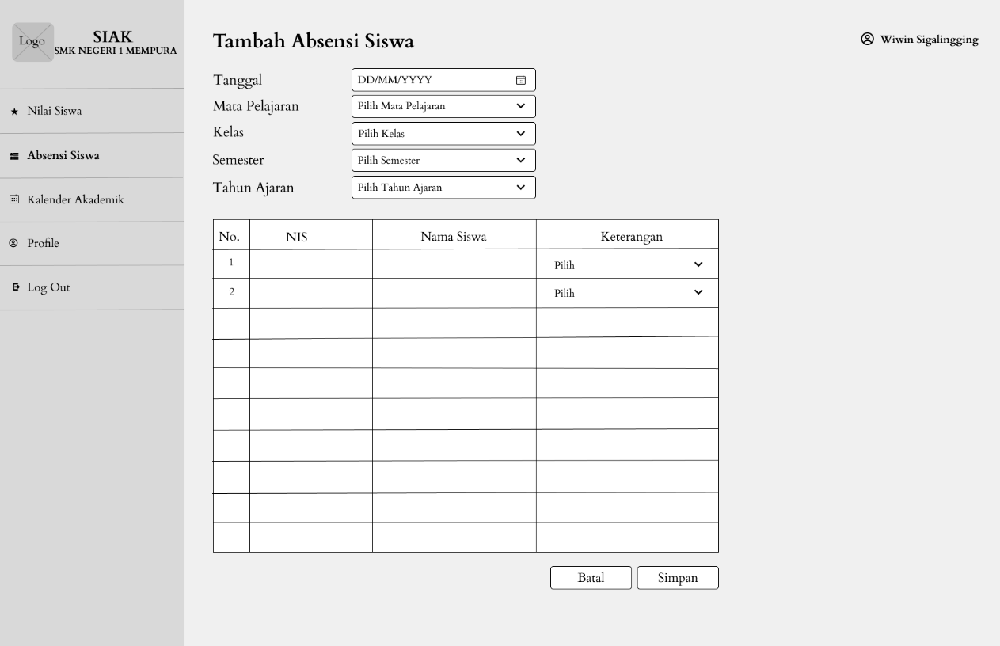 Logo
SIAK
SMK NEGERI 1 MEMPURA
Nilai Siswa
Absensi Siswa
Kalender Akademik
Profile
Log Out
Tambah Absensi Siswa
Wiwin Sigalingging
Tanggal DD/MM/YYYY
Mata Pelajaran Pilih Mata Pelajaran
Kelas Pilih Kelas
Semester Pilih Semester
Tahun Ajaran Pilih Tahun Ajaran
No. NIS Nama Siswa Keterangan
1 Pilih
2 Pilih
Batal Simpan